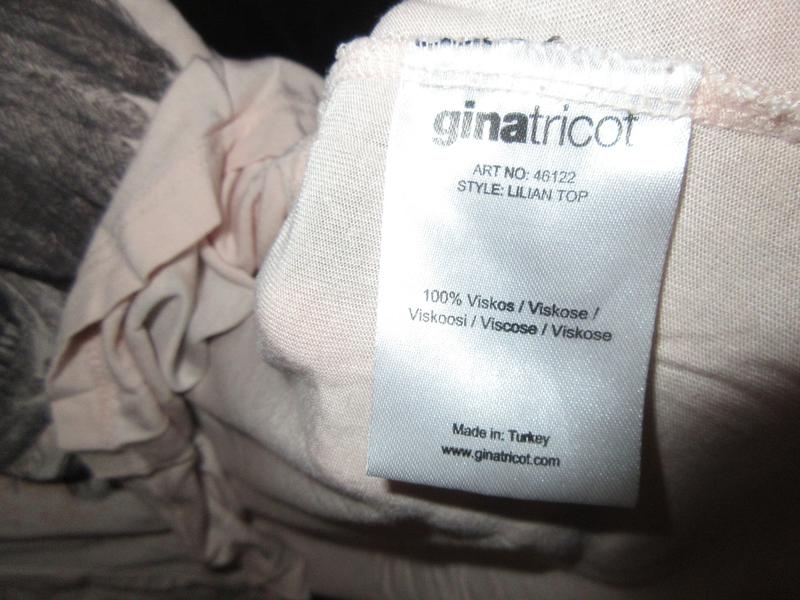 ginatricot
ART NO: 46122
STYLE: LILIAN TOP
100% Viskos / Viskose /
Viskoosi / Viscose / Viskose
Made in: Turkey
www.ginatricot.com